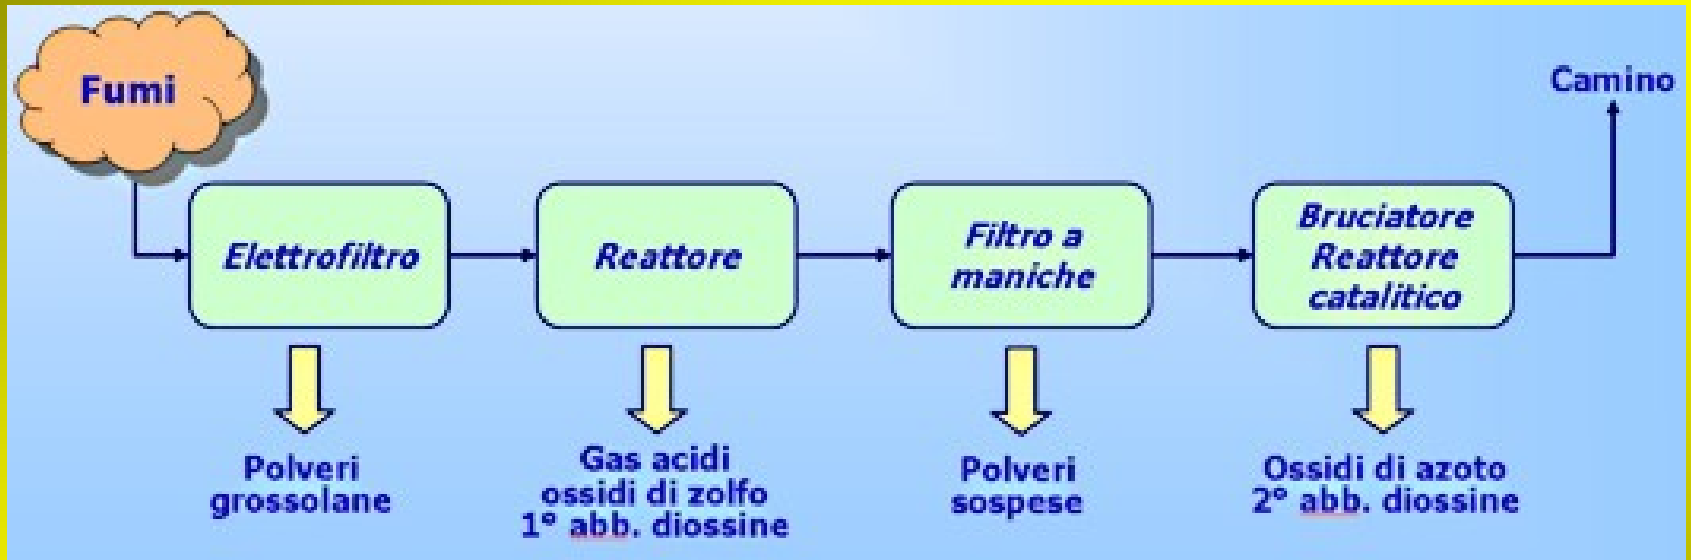 Fumi
Camino
Elettrofiltro
Reattore
Filtro a
maniche
Bruciatore
Reattore
catalitico
Polveri
grossolane
Gas acidi
ossidi di zolfo
1° abb. diossine
Polveri
sospese
Ossidi di azoto
2° abb. diossine